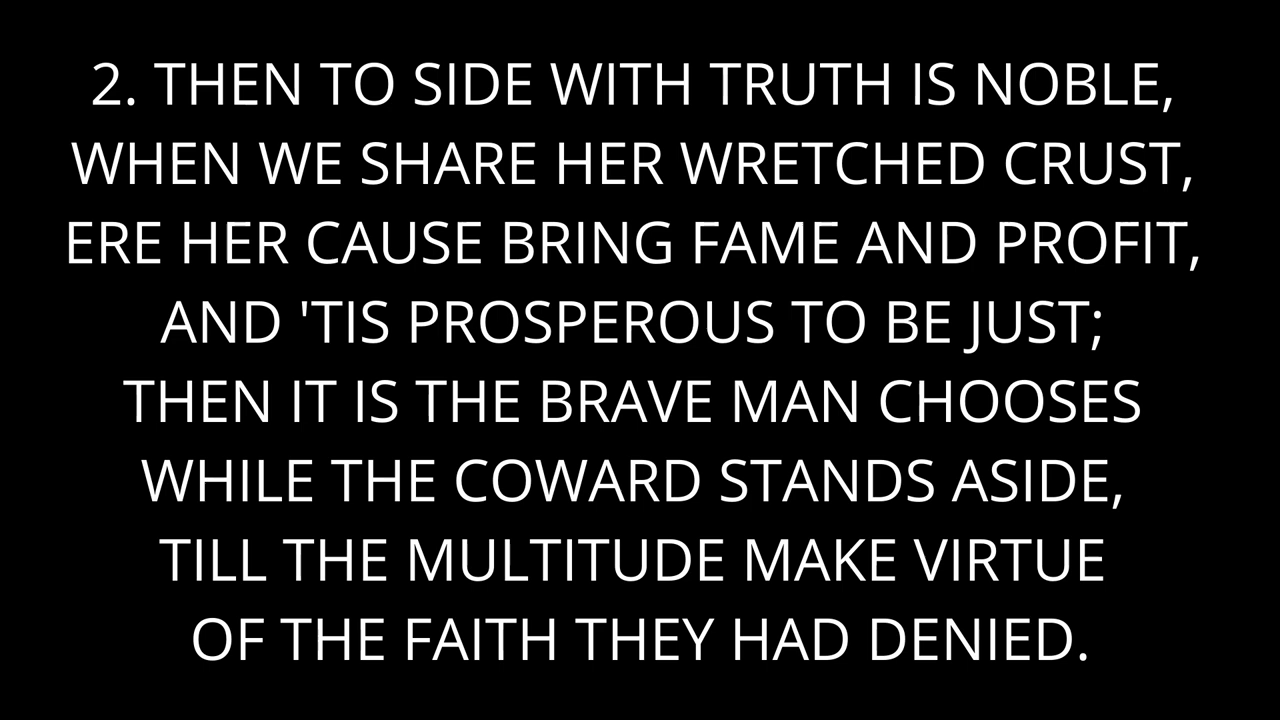 2. THEN TO SIDE WITH TRUTH IS NOBLE,
WHEN WE SHARE HER WRETCHED CRUST,
ERE HER CAUSE BRING FAME AND PROFIT,
AND 'TIS PROSPEROUS TO BE JUST;
THEN IT IS THE BRAVE MAN CHOOSES
WHILE THE COWARD STANDS ASIDE,
TILL THE MULTITUDE MAKE VIRTUE
OF THE FAITH THEY HAD DENIED.